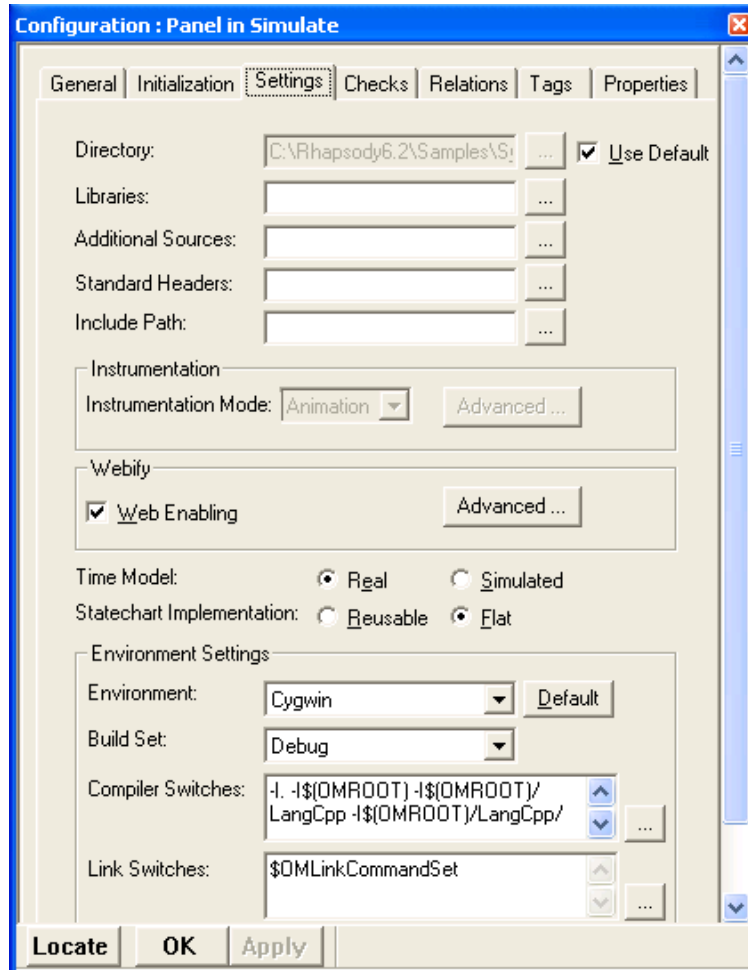 Configuration : Panel in Simulate
General Initialization Settings Checks Relations Tags Properties
Directory: C:\Rhapsody6.2\Samples\Sy ... Use Default
Libraries: ...
Additional Sources: ...
Standard Headers: ...
Include Path: ...
Instrumentation
Instrumentation Mode: Animation Advanced ...
Webify
Web Enabling Advanced ...
Time Model: Real Simulated
Statechart Implementation: Reusable Flat
Environment Settings
Environment: Cygwin Default
Build Set: Debug
Compiler Switches: -I. -I$(OMROOT) -I$(OMROOT)/
LangCpp -I$(OMROOT)/LangCpp/ ...
Link Switches: $OMLinkCommandSet
...
Locate OK Apply